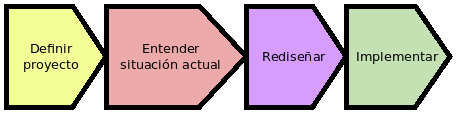 Definir
proyecto
Entender
situación actual
Rediseñar
Implementar